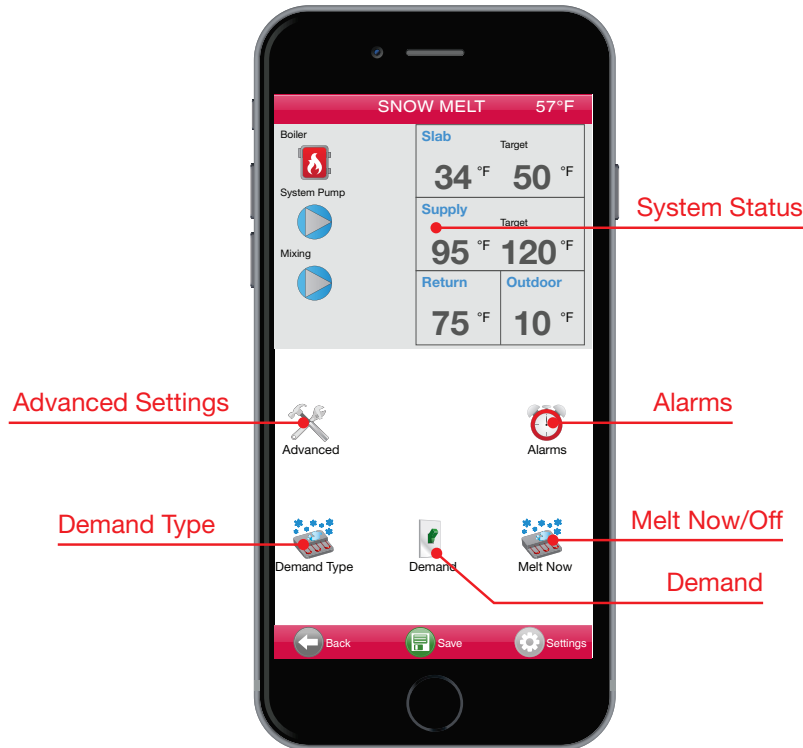 SNOW MELT 57°F
Boiler
System Pump
Mixing
Slab
Target
34 °F 50 °F
Supply
Target
95 °F 120 °F
Return Outdoor
75 °F 10 °F
System Status
Advanced Settings
Alarms
Advanced
Alarms
Demand Type
Melt Now/Off
Demand Type
Demand
Melt Now
Demand
Back Save Settings